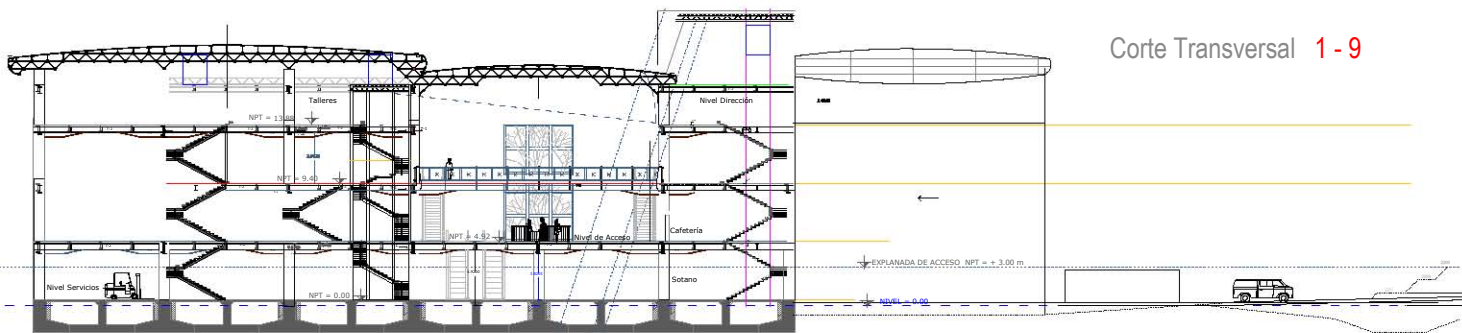 Corte Transversal 1 - 9
Talleres
Nivel Dirección
NPT = 13.88
NPT = 9.40
Cafetería
NPT = 4.92
Nivel de Acceso
EXPLANADA DE ACCESO NPT = + 3.00 m
Sotano
Nivel Servicios
NPT = 0.00
NIVEL = 0.00